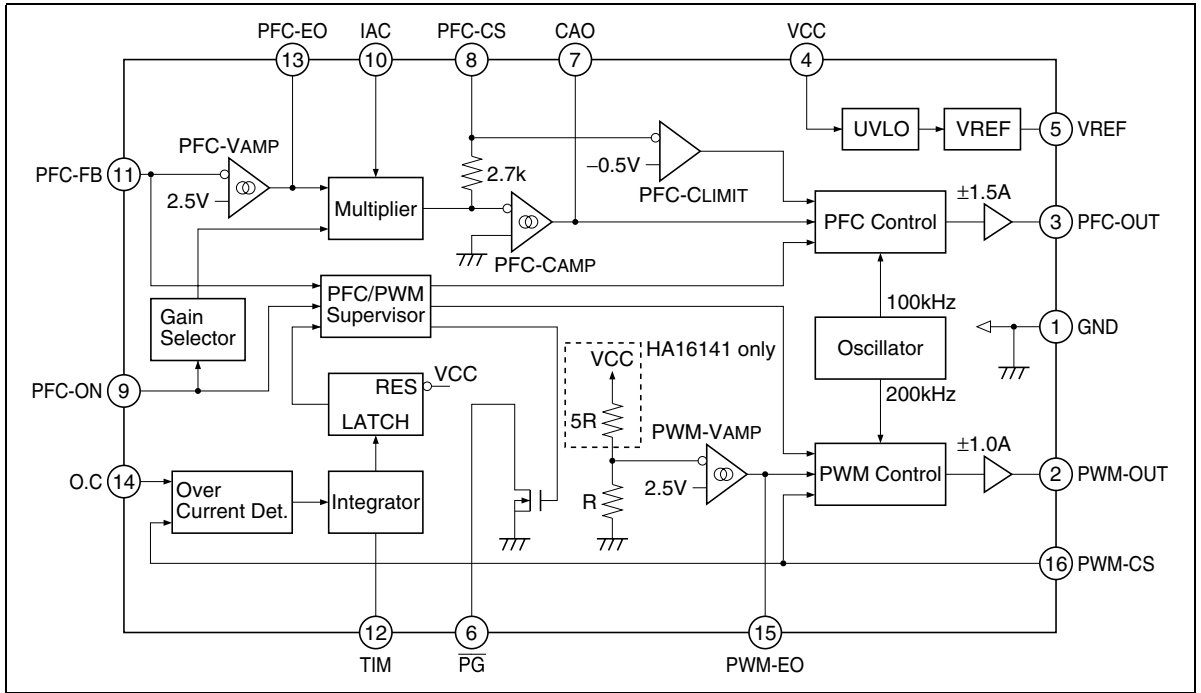 PFC-EO IAC PFC-CS CAO VCC
13 10 8 7 4
UVLO VREF 5 VREF
PFC-VAMP
PFC-FB 11
2.5V
–0.5V
2.7k
PFC-CLIMIT
Multiplier
PFC-CAMP
PFC Control
±1.5A
3 PFC-OUT
PFC/PWM
Supervisor
Gain
Selector
100kHz
Oscillator
200kHz
1 GND
HA16141 only
VCC
5R
PFC-ON 9
RES
VCC
LATCH
PWM-VAMP
2.5V
R
PWM Control
±1.0A
2 PWM-OUT
O.C 14
Over
Current Det.
Integrator
16 PWM-CS
12 6 15
TIM PG PWM-EO